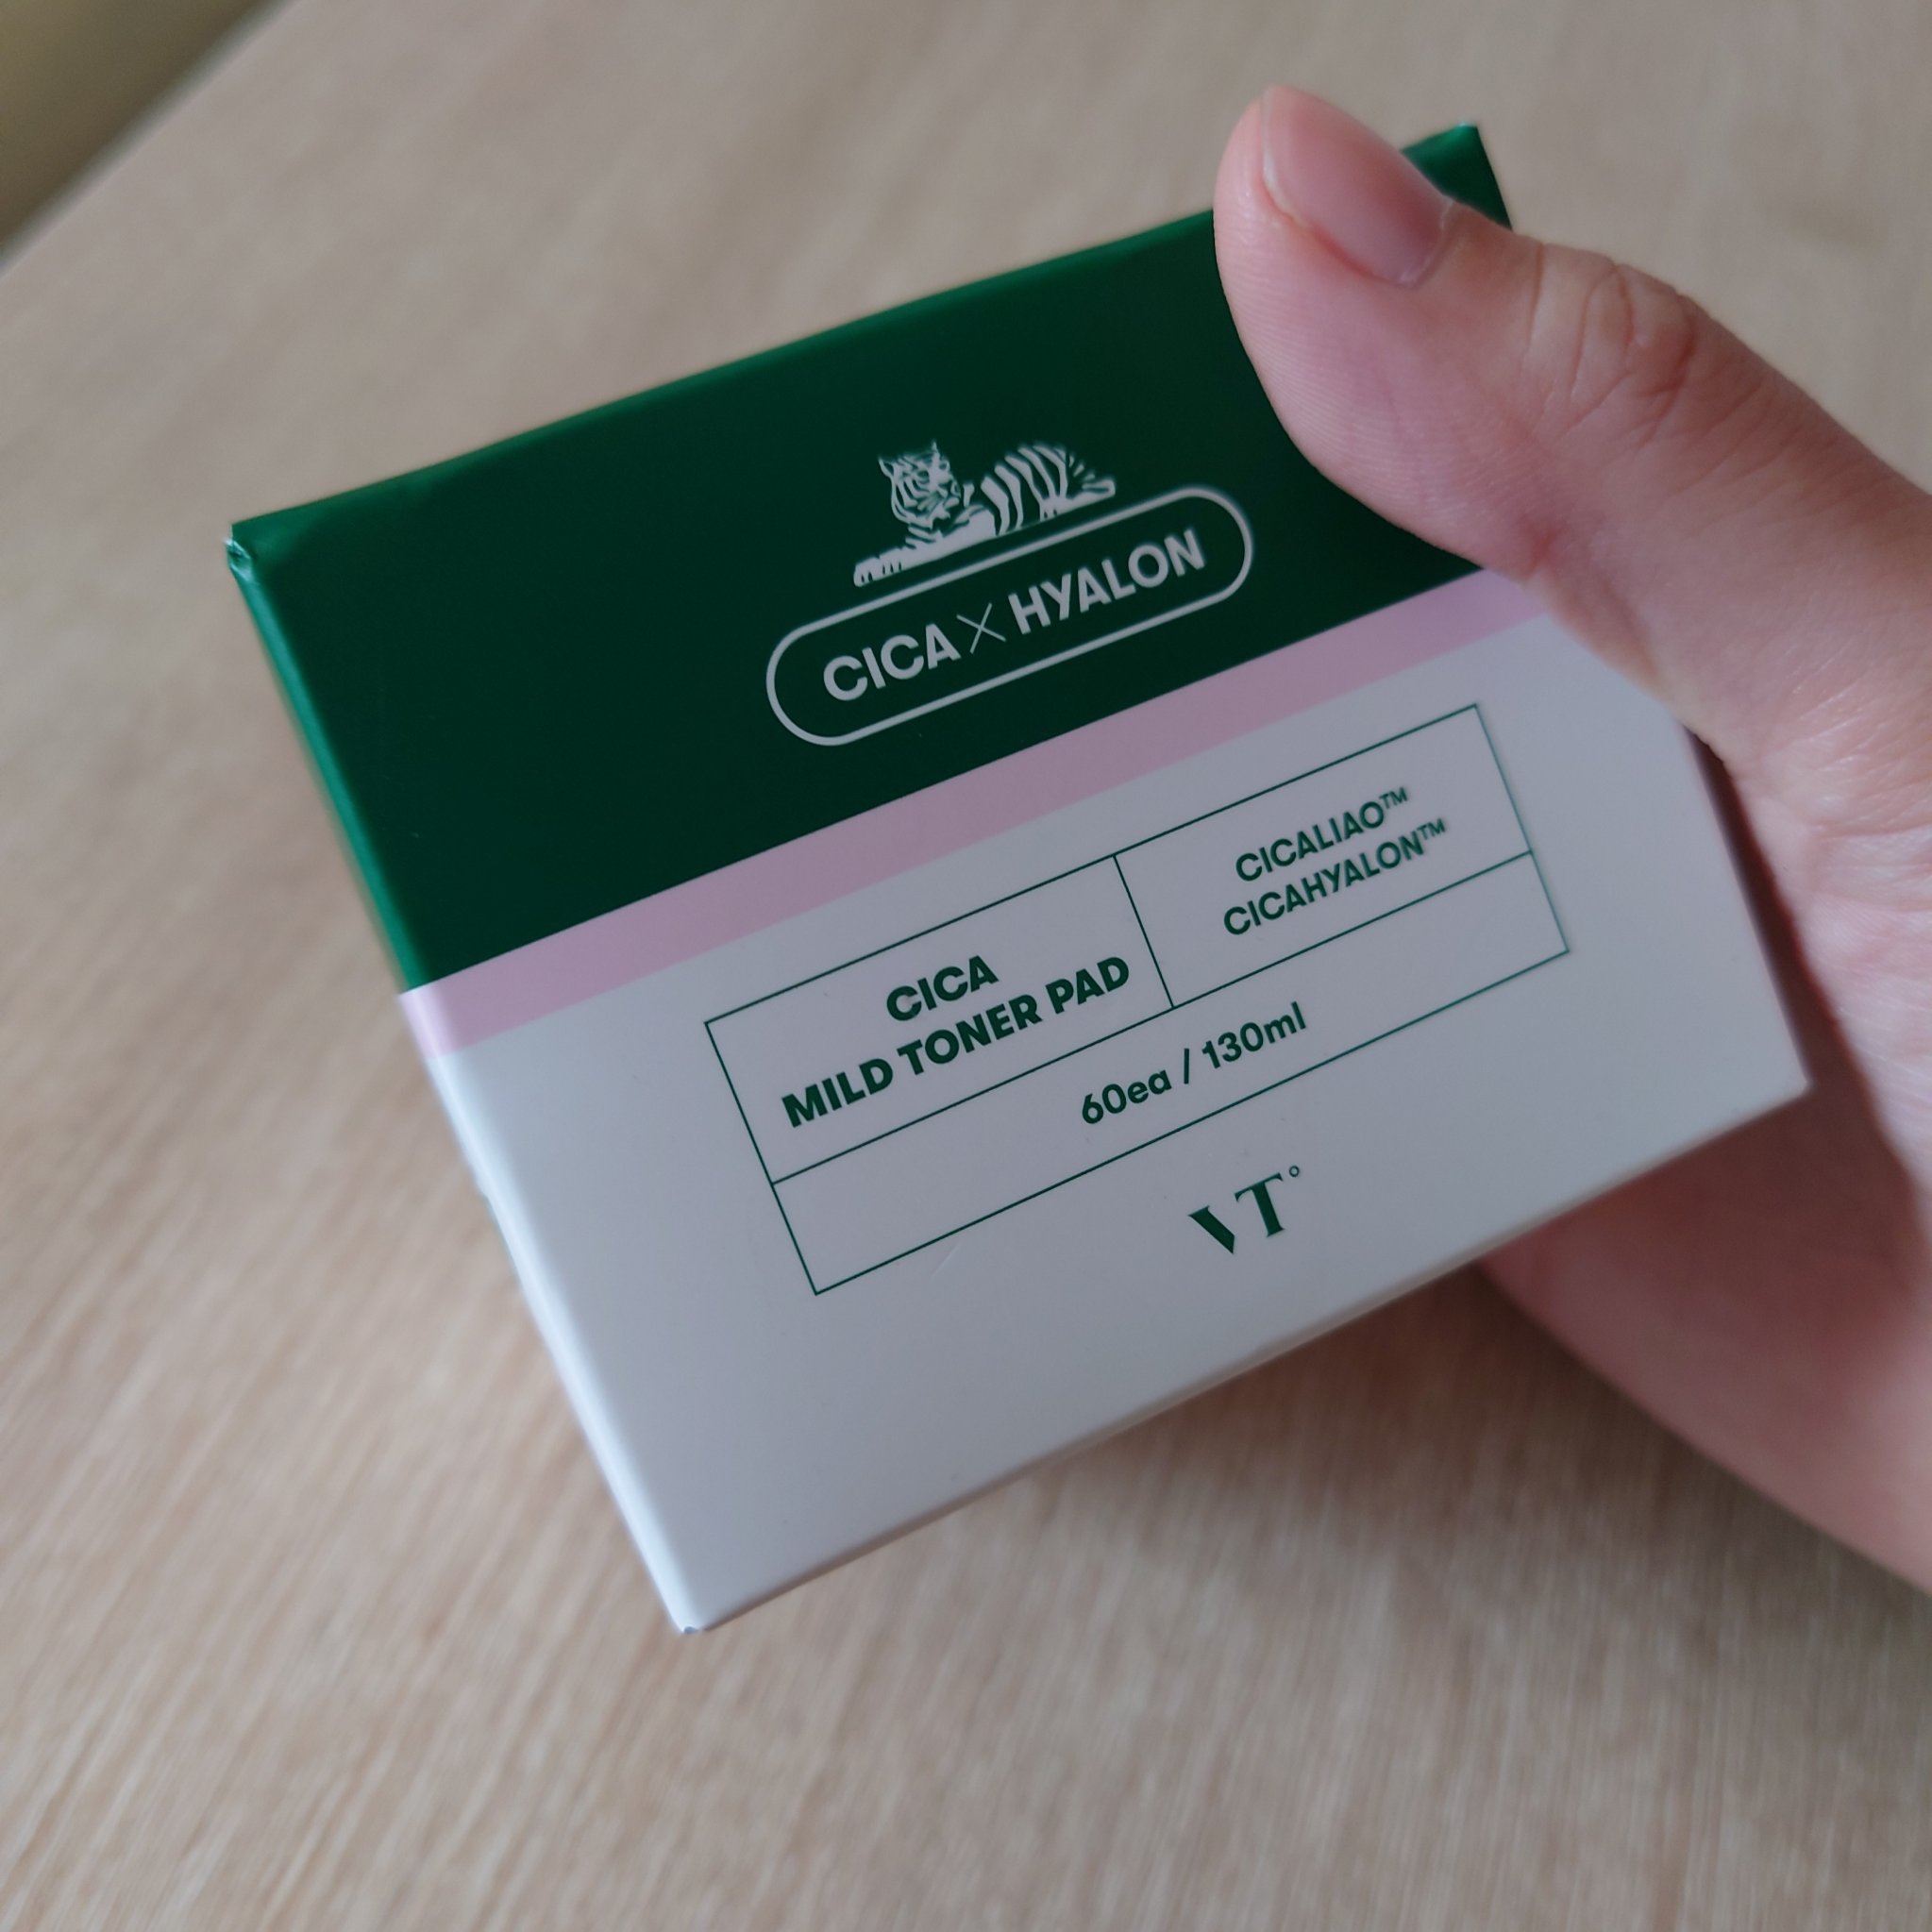 CICA X HYALON
CICA
MILD TONER PAD
CICALIAO™
CICAHYALON™
60ea / 130ml
VT